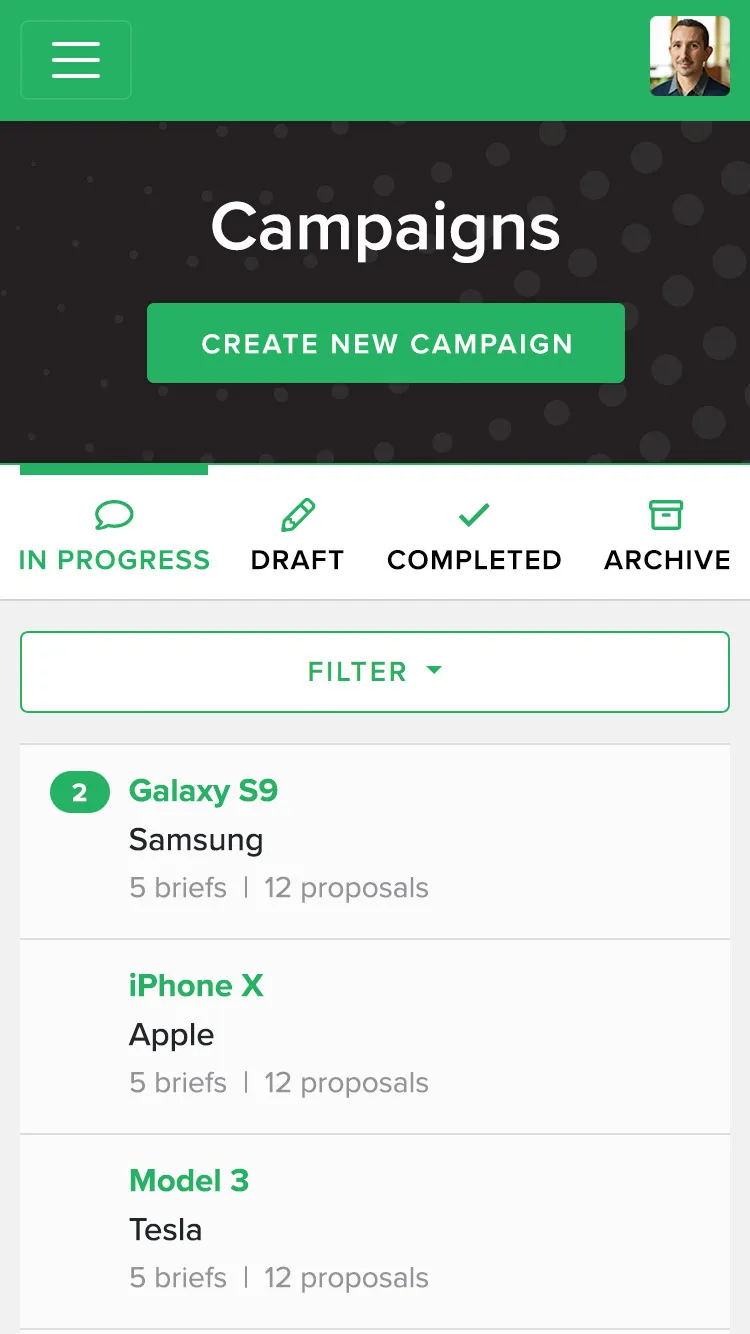 Campaigns
CREATE NEW CAMPAIGN
IN PROGRESS DRAFT COMPLETED ARCHIVE
FILTER
2 Galaxy S9
Samsung
5 briefs | 12 proposals
iPhone X
Apple
5 briefs | 12 proposals
Model 3
Tesla
5 briefs | 12 proposals